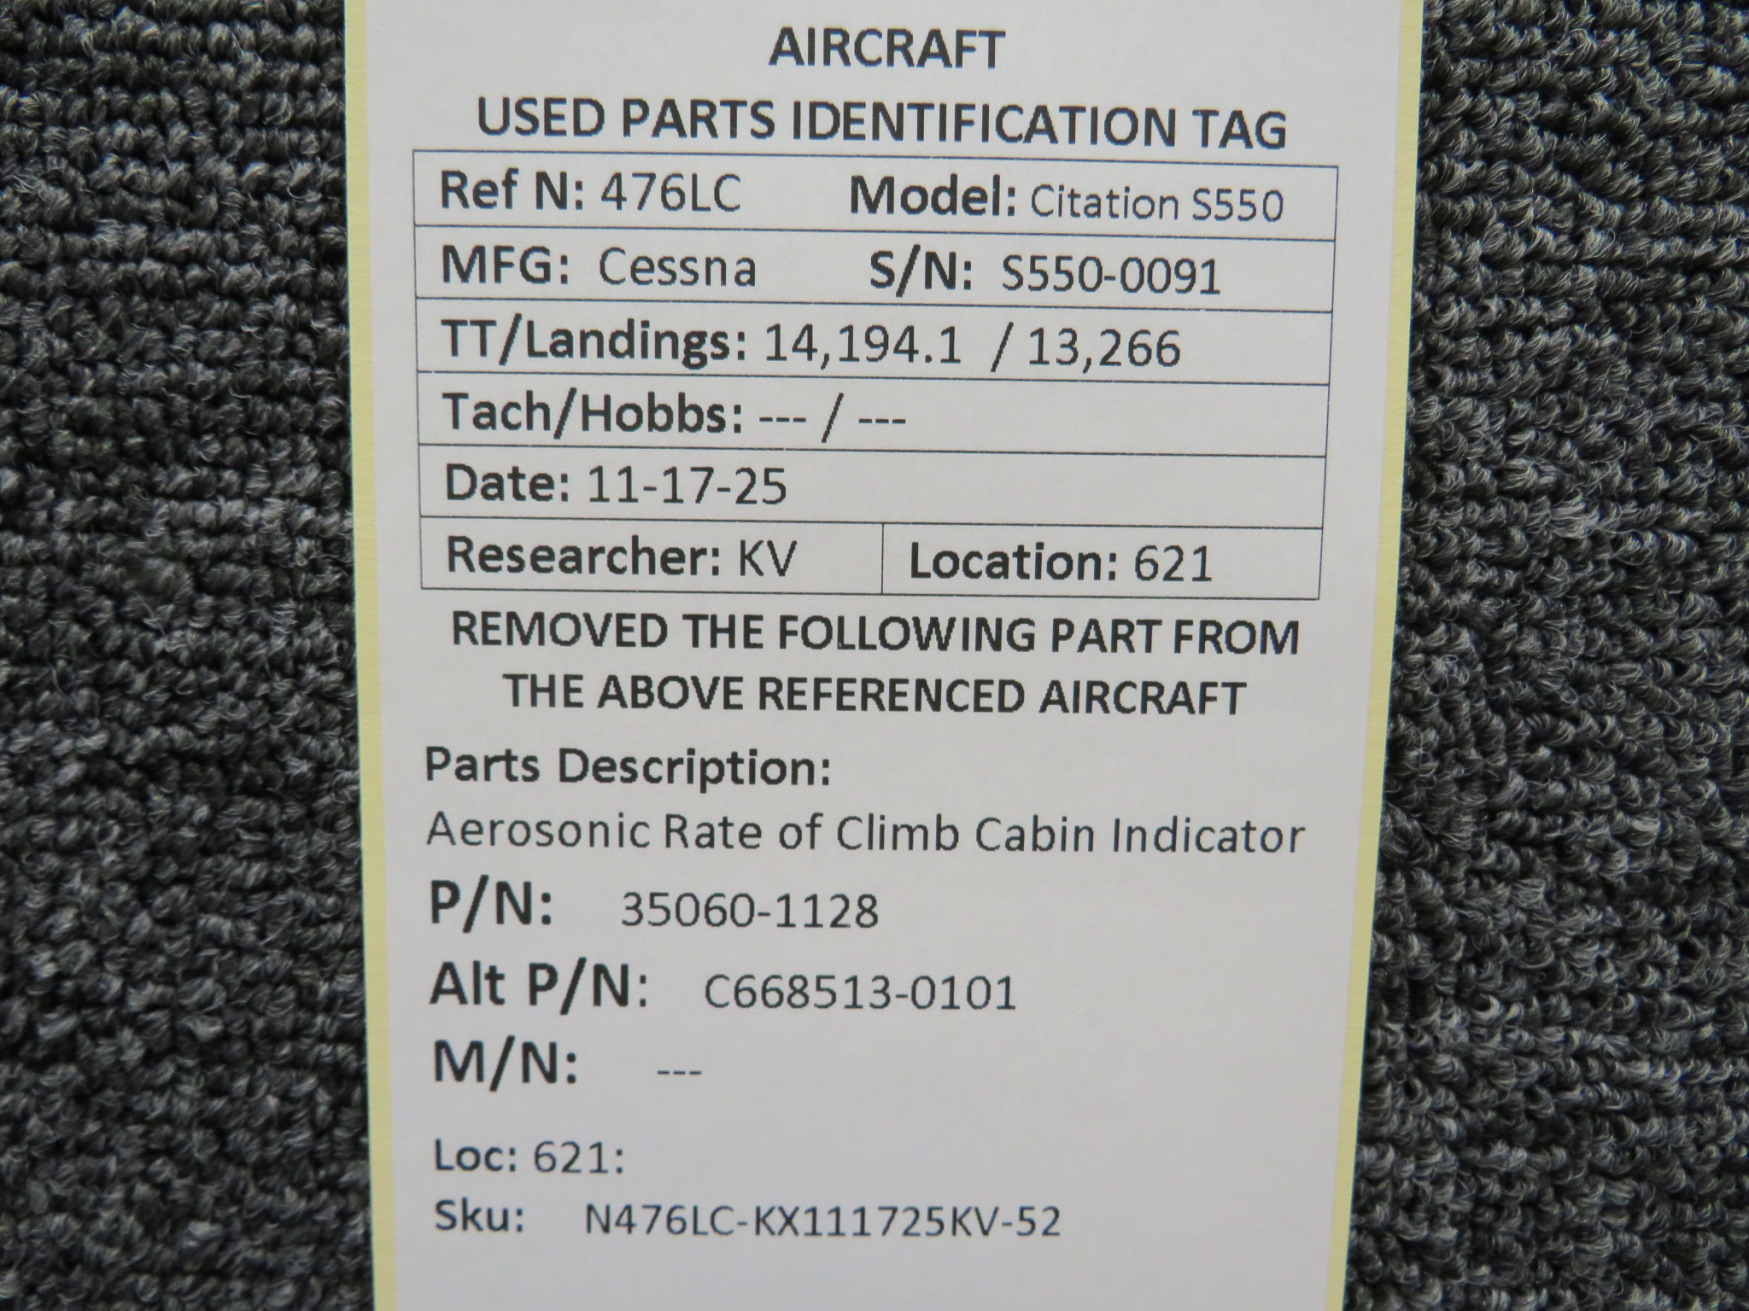 AIRCRAFT
USED PARTS IDENTIFICATION TAG
Ref N: 476LC Model: Citation S550
MFG: Cessna S/N: S550-0091
TT/Landings: 14,194.1 / 13,266
Tach/Hobbs: --- / ---
Date: 11-17-25
Researcher: KV Location: 621
REMOVED THE FOLLOWING PART FROM
THE ABOVE REFERENCED AIRCRAFT
Parts Description:
Aerosonic Rate of Climb Cabin Indicator
P/N: 35060-1128
Alt P/N: C668513-0101
M/N: ---
Loc: 621:
Sku: N476LC-KX111725KV-52